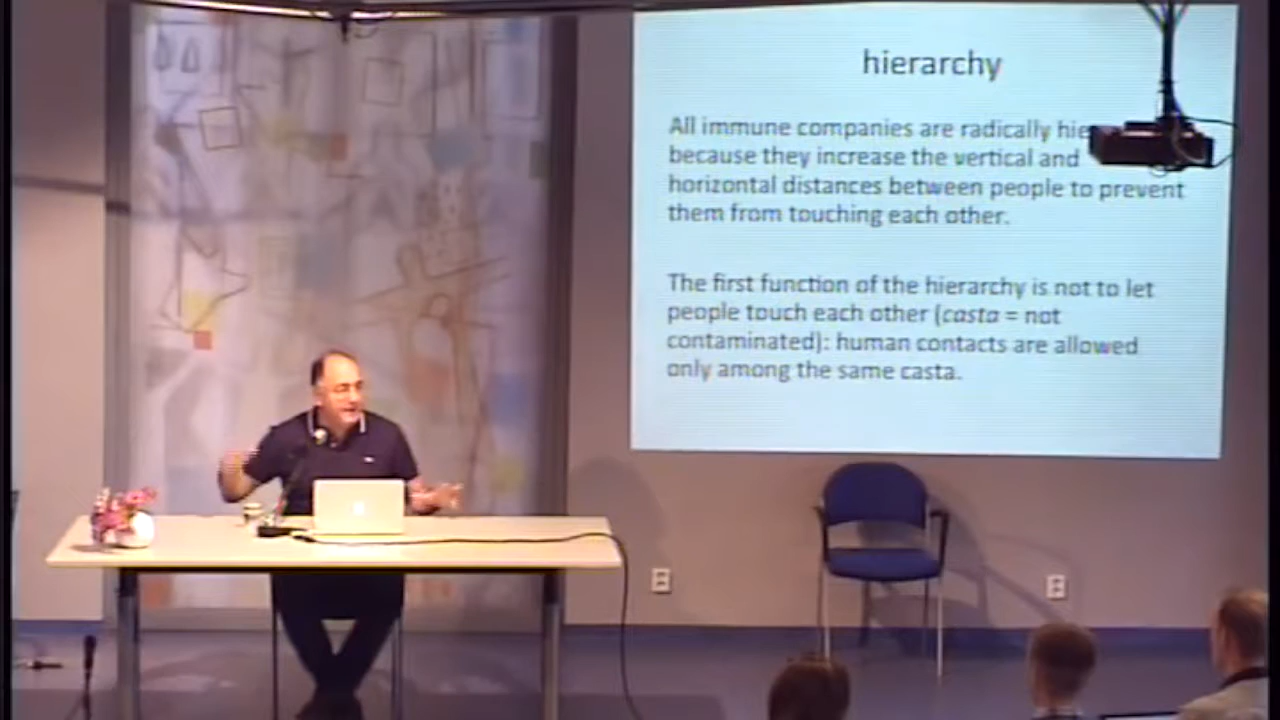 hierarchy
All immune companies are radically hie
because they increase the vertical and
horizontal distances between people to prevent
them from touching each other.
The first function of the hierarchy is not to let
people touch each other (casta = not
contaminated): human contacts are allowed
only among the same casta.